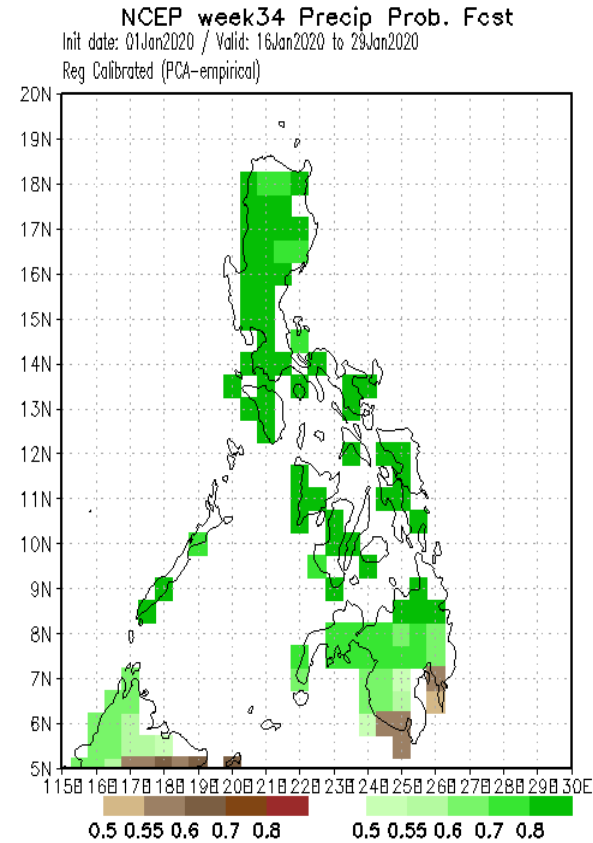 NCEP week34 Precip Prob. Fcst
Init date: 01Jan2020 / Valid: 16Jan2020 to 29Jan2020
Reg Calibrated (PCA-empirical)
20N
19N
18N
17N
16N
15N
14N
13N
12N
11N
10N
9N
8N
7N
6N
5N
115E 116E 117E 118E 119E 120E 121E 122E 123E 124E 125E 126E 127E 128E 129E 130E
0.5 0.55 0.6 0.7 0.8 0.5 0.55 0.6 0.7 0.8